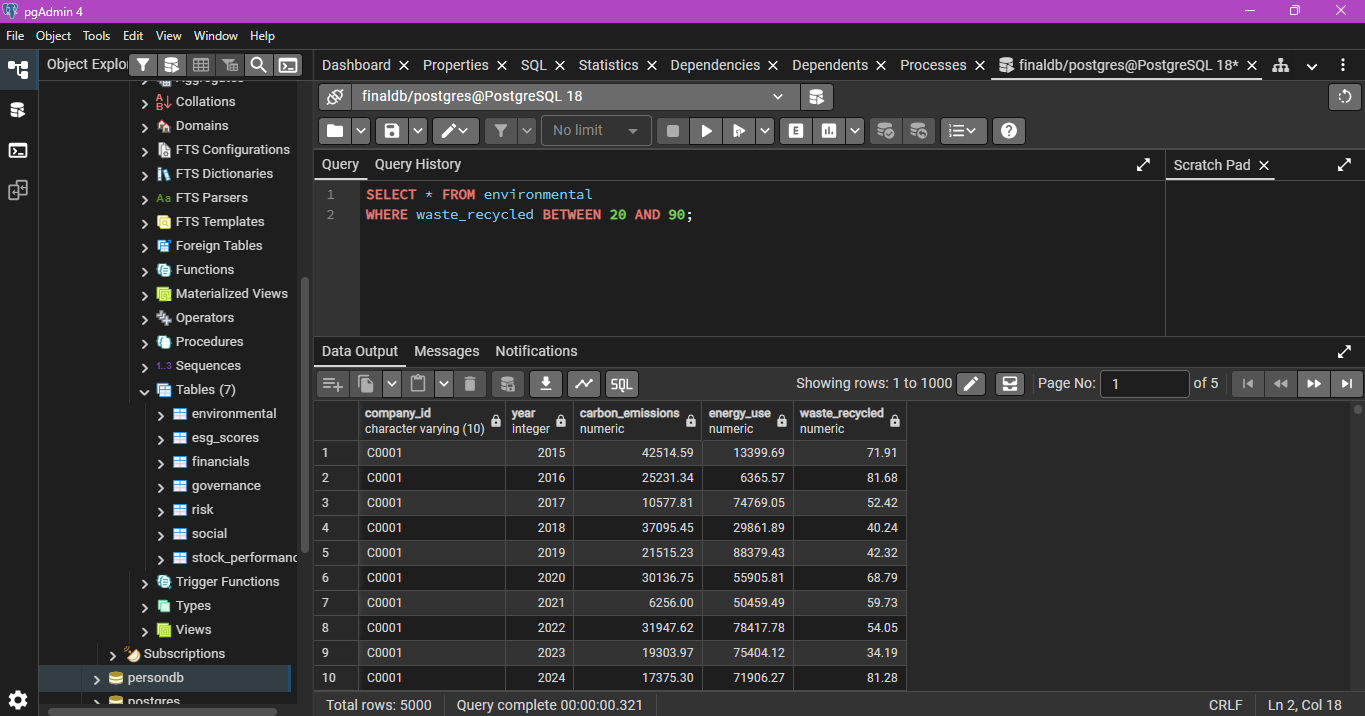 pgAdmin 4
File Object Tools Edit View Window Help
Object Explo
Dashboard Properties SQL Statistics Dependencies Dependents Processes finaldb/postgres@PostgreSQL 18*
finaldb/postgres@PostgreSQL 18
No limit
E
Query Query History
Scratch Pad
1 SELECT * FROM environmental
2 WHERE waste_recycled BETWEEN 20 AND 90;
Aggregates
Collations
Domains
FTS Configurations
FTS Dictionaries
Aa FTS Parsers
FTS Templates
Foreign Tables
Functions
Materialized Views
Operators
Procedures
1..3 Sequences
Tables (7)
environmental
esg_scores
financials
governance
risk
social
stock_performanc
Trigger Functions
Types
Views
Subscriptions
persondb
postgres
Data Output Messages Notifications
SQL
Showing rows: 1 to 1000 Page No: 1 of 5
company_id year carbon_emissions energy_use waste_recycled
character varying (10) integer numeric numeric numeric
1 C0001 2015 42514.59 13399.69 71.91
2 C0001 2016 25231.34 6365.57 81.68
3 C0001 2017 10577.81 74769.05 52.42
4 C0001 2018 37095.45 29861.89 40.24
5 C0001 2019 21515.23 88379.43 42.32
6 C0001 2020 30136.75 55905.81 68.79
7 C0001 2021 6256.00 50459.49 59.73
8 C0001 2022 31947.62 78417.78 54.05
9 C0001 2023 19303.97 75404.12 34.19
10 C0001 2024 17375.30 71906.27 81.28
Total rows: 5000 Query complete 00:00:00.321 CRLF Ln 2, Col 18